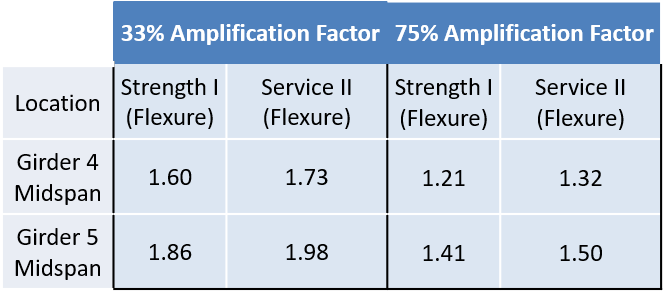 33% Amplification Factor 75% Amplification Factor
Location Strength I (Flexure) Service II (Flexure) Strength I (Flexure) Service II (Flexure)
Girder 4 Midspan 1.60 1.73 1.21 1.32
Girder 5 Midspan 1.86 1.98 1.41 1.50